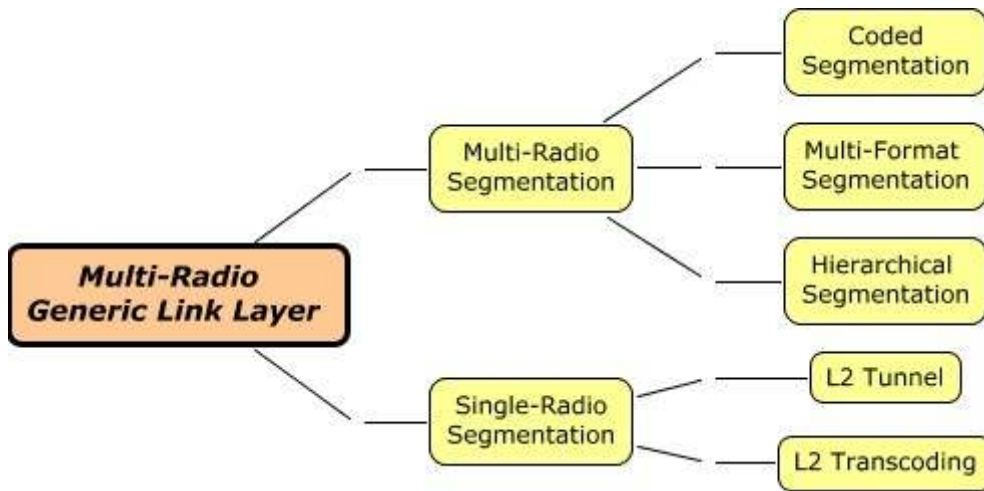 Coded
Segmentation
Multi-Radio
Segmentation
Multi-Format
Segmentation
Hierarchical
Segmentation
Multi-Radio
Generic Link Layer
Single-Radio
Segmentation
L2 Tunnel
L2 Transcoding